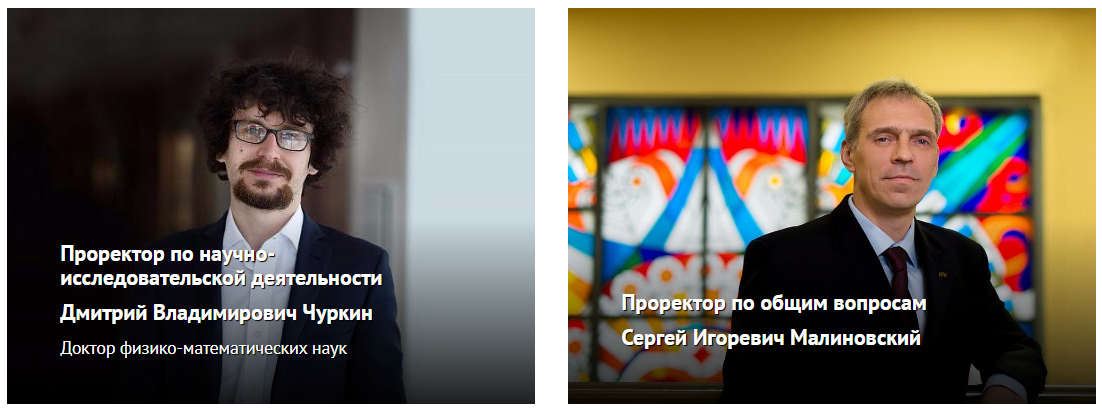 Проректор по научно-
исследовательской деятельности
Дмитрий Владимирович Чуркин
Доктор физико-математических наук
Проректор по общим вопросам
Сергей Игоревич Малиновский